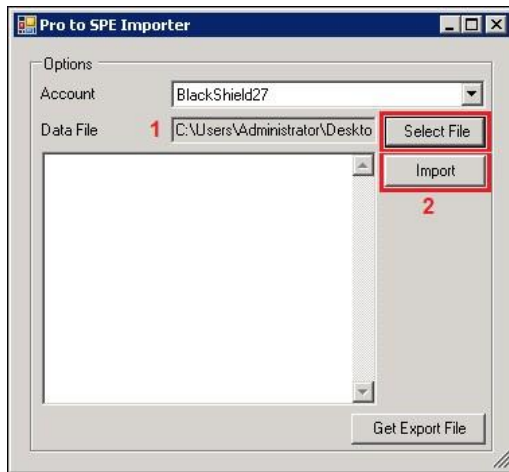 Pro to SPE Importer
Options
Account BlackShield27
Data File 1 C:\Users\Administrator\Deskto Select File
Import
2
Get Export File